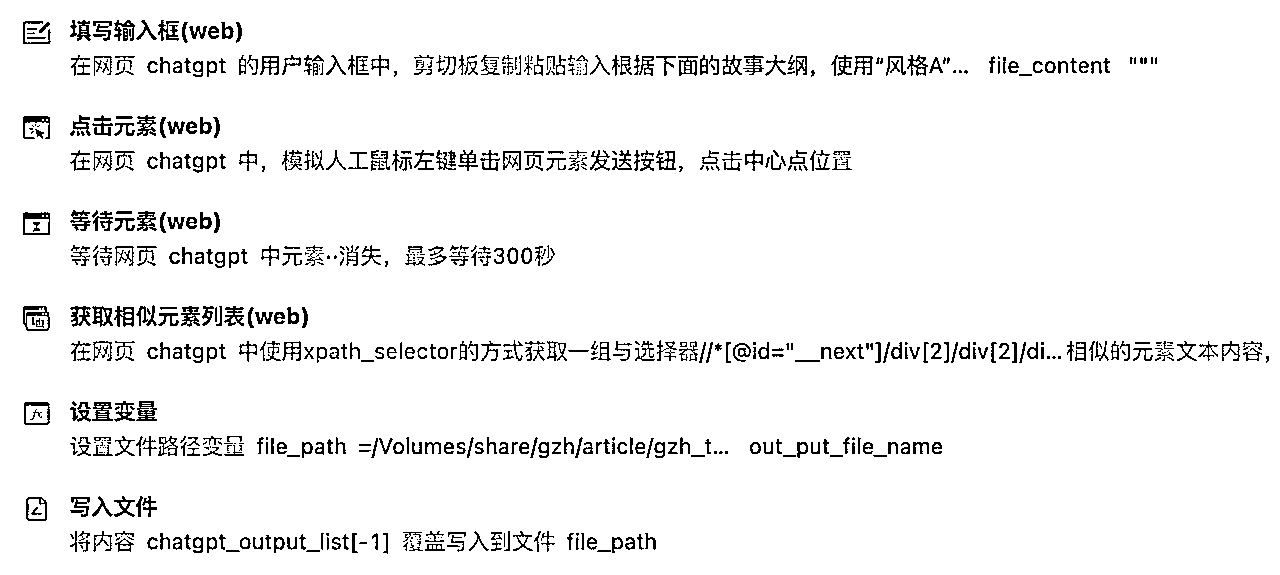 填写输入框(web)
在网页 chatgpt 的用户输入框中，剪切板复制粘贴输入根据下面的故事大纲，使用“风格A”... file_content """
点击元素(web)
在网页 chatgpt 中，模拟人工鼠标左键单击网页元素发送按钮，点击中心点位置
等待元素(web)
等待网页 chatgpt 中元素··消失，最多等待300秒
获取相似元素列表(web)
在网页 chatgpt 中使用xpath_selector的方式获取一组与选择器//*[@id="__next"]/div[2]/div[2]/di... 相似的元素文本内容，
设置变量
设置文件路径变量 file_path =/Volumes/share/gzh/article/gzh_t... out_put_file_name
写入文件
将内容 chatgpt_output_list[-1] 覆盖写入到文件 file_path